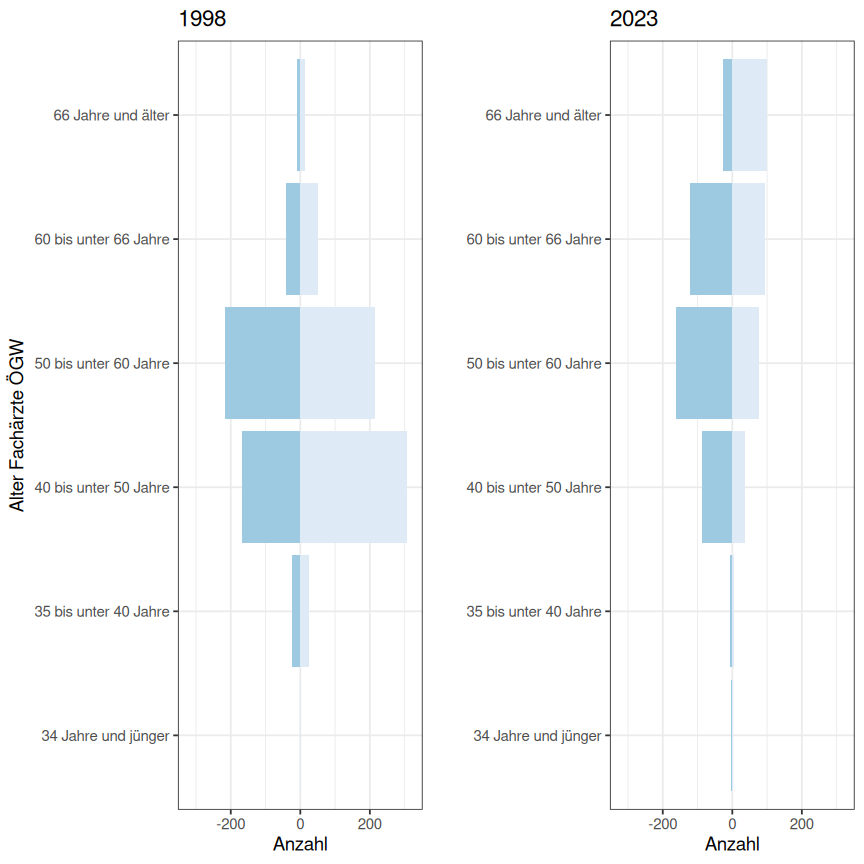 1998
Alter Fachärzte ÖGW
66 Jahre und älter
60 bis unter 66 Jahre
50 bis unter 60 Jahre
40 bis unter 50 Jahre
35 bis unter 40 Jahre
34 Jahre und jünger
-200 0 200
Anzahl
2023
66 Jahre und älter
60 bis unter 66 Jahre
50 bis unter 60 Jahre
40 bis unter 50 Jahre
35 bis unter 40 Jahre
34 Jahre und jünger
-200 0 200
Anzahl